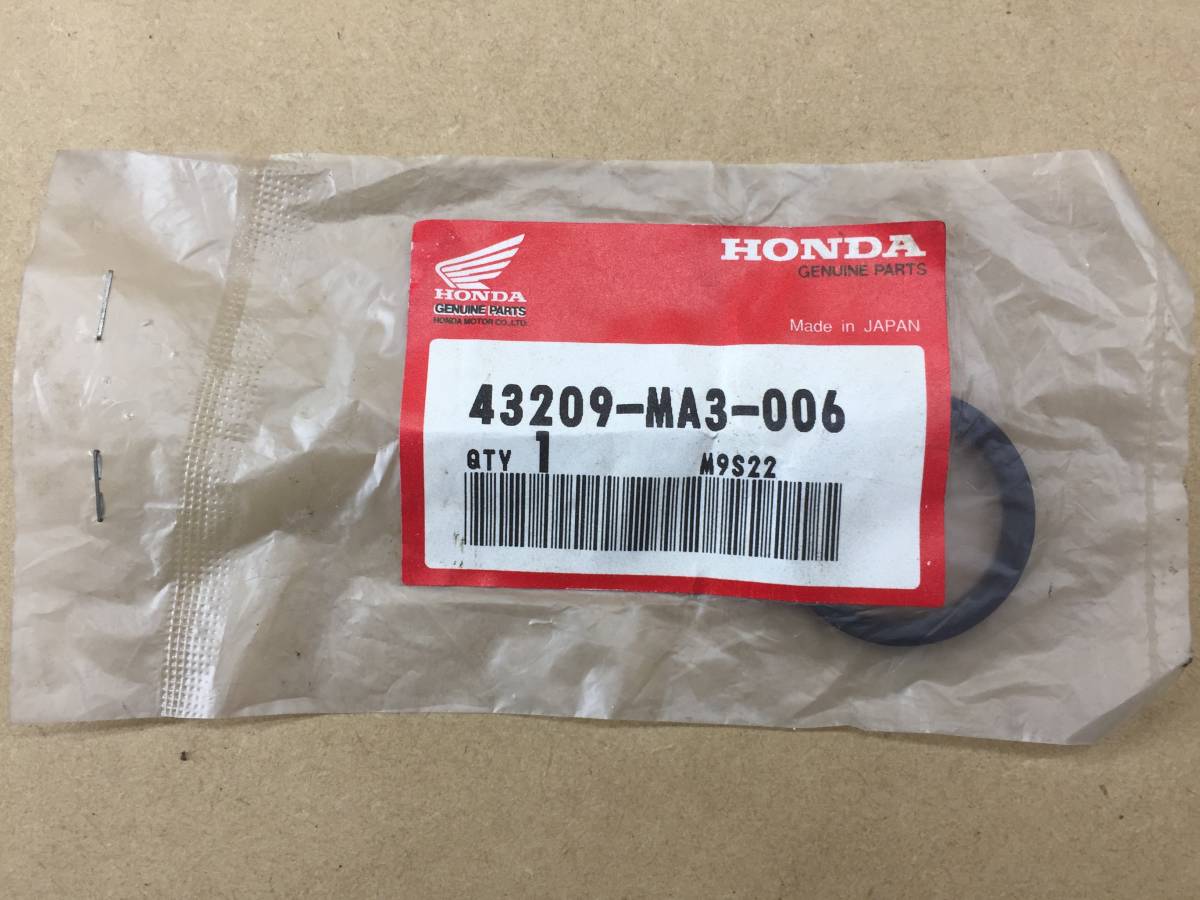 HONDA
GENUINE PARTS
HONDA MOTOR CO.,LTD.
HONDA
GENUINE PARTS
Made in JAPAN
43209-MA3-006
QTY 1 M9S22